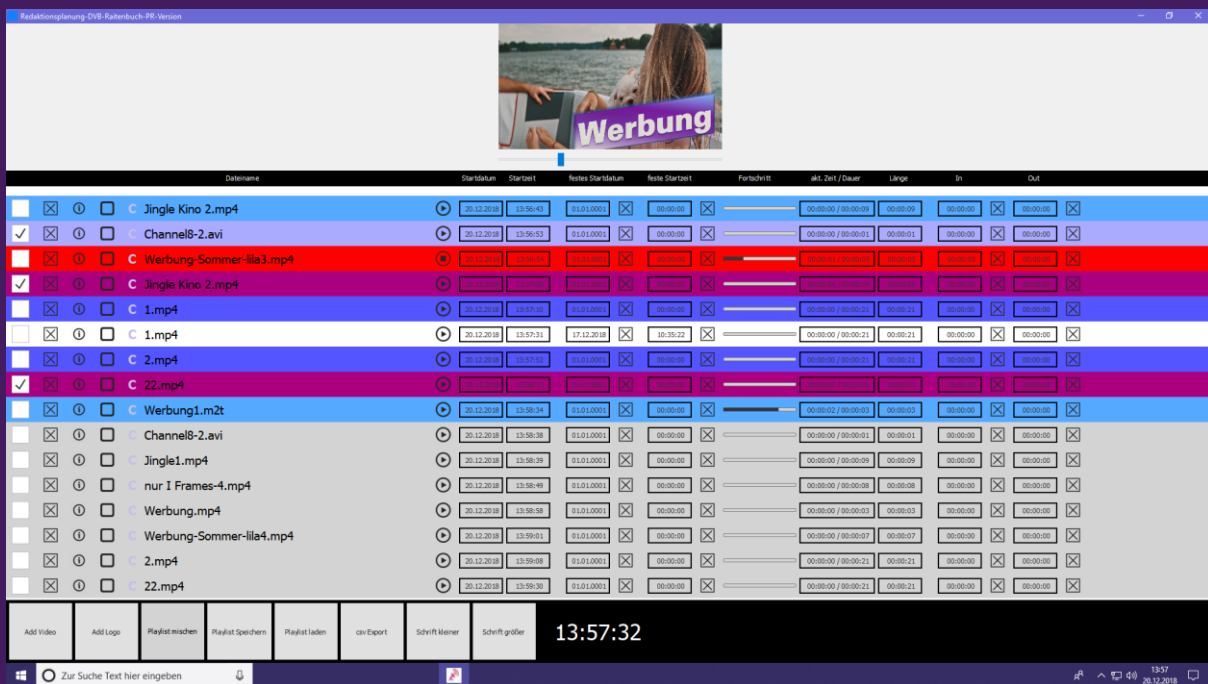 Redaktionsplanung-DVB-Raitenbuch-PR-Version
Werbung
Dateiname Startdatum Startzeit festes Startdatum feste Startzeit Fortschritt akt. Zeit / Dauer Länge In Out
C Jingle Kino 2.mp4 20.12.2018 13:56:43 01.01.0001 00:00:00 00:00:00 / 00:00:09 00:00:09 00:00:00 00:00:00
C Channel8-2.avi 20.12.2018 13:56:53 01.01.0001 00:00:00 00:00:00 / 00:00:01 00:00:01 00:00:00 00:00:00
C Werbung-Sommer-lila3.mp4
C Jingle Kino 2.mp4
C 1.mp4 20.12.2018 13:57:10 01.01.0001 00:00:00 00:00:00 / 00:00:21 00:00:21 00:00:00 00:00:00
C 1.mp4 20.12.2018 13:57:31 17.12.2018 10:35:22 00:00:00 / 00:00:21 00:00:21 00:00:00 00:00:00
C 2.mp4 20.12.2018 13:57:52 01.01.0001 00:00:00 00:00:00 / 00:00:21 00:00:21 00:00:00 00:00:00
C 22.mp4
C Werbung1.m2t 20.12.2018 13:58:34 01.01.0001 00:00:00 00:00:02 / 00:00:03 00:00:03 00:00:00 00:00:00
C Channel8-2.avi 20.12.2018 13:58:38 01.01.0001 00:00:00 00:00:00 / 00:00:01 00:00:01 00:00:00 00:00:00
C Jingle1.mp4 20.12.2018 13:58:39 01.01.0001 00:00:00 00:00:00 / 00:00:09 00:00:09 00:00:00 00:00:00
C nur I Frames-4.mp4 20.12.2018 13:58:49 01.01.0001 00:00:00 00:00:00 / 00:00:08 00:00:08 00:00:00 00:00:00
C Werbung.mp4 20.12.2018 13:58:58 01.01.0001 00:00:00 00:00:00 / 00:00:03 00:00:03 00:00:00 00:00:00
C Werbung-Sommer-lila4.mp4 20.12.2018 13:59:01 01.01.0001 00:00:00 00:00:00 / 00:00:07 00:00:07 00:00:00 00:00:00
C 2.mp4 20.12.2018 13:59:08 01.01.0001 00:00:00 00:00:00 / 00:00:21 00:00:21 00:00:00 00:00:00
C 22.mp4 20.12.2018 13:59:30 01.01.0001 00:00:00 00:00:00 / 00:00:21 00:00:21 00:00:00 00:00:00
Add Video Add Logo Playlist mischen Playlist Speichern Playlist laden csv Export Schrift kleiner Schrift größer 13:57:32
Zur Suche Text hier eingeben 13:57
20.12.2018